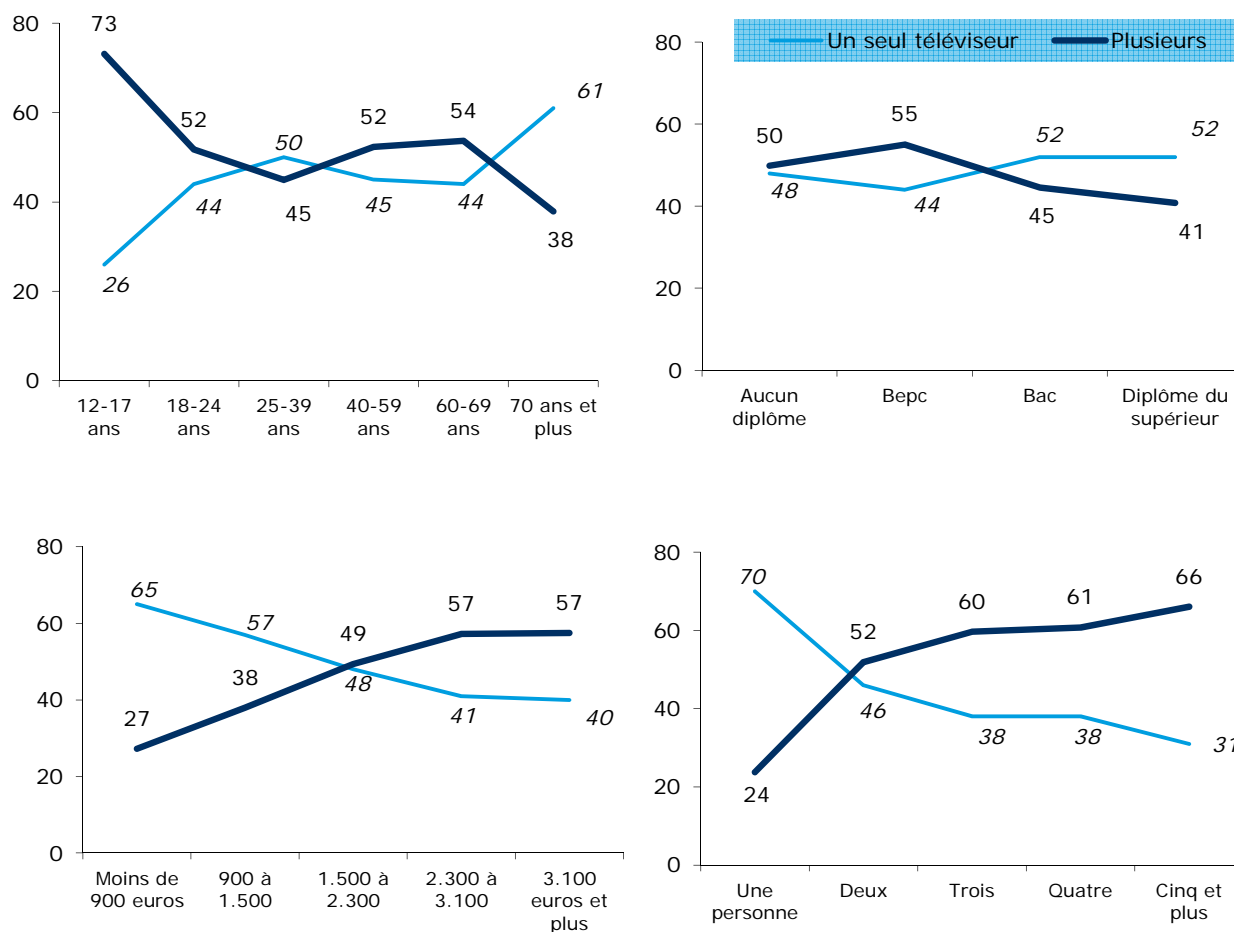 80
60
40
20
0
73
52
50
52
54
61
26
44
45
45
44
38
12-17 ans
18-24 ans
25-39 ans
40-59 ans
60-69 ans
70 ans et plus
Un seul téléviseur
Plusieurs
80
60
40
20
0
50
55
52
52
48
44
45
41
Aucun diplôme
Bepc
Bac
Diplôme du supérieur
80
60
40
20
0
65
57
49
57
57
27
38
48
41
40
Moins de 900 euros
900 à 1.500
1.500 à 2.300
2.300 à 3.100
3.100 euros et plus
80
60
40
20
0
70
52
60
61
66
24
46
38
38
31
Une personne
Deux
Trois
Quatre
Cinq et plus